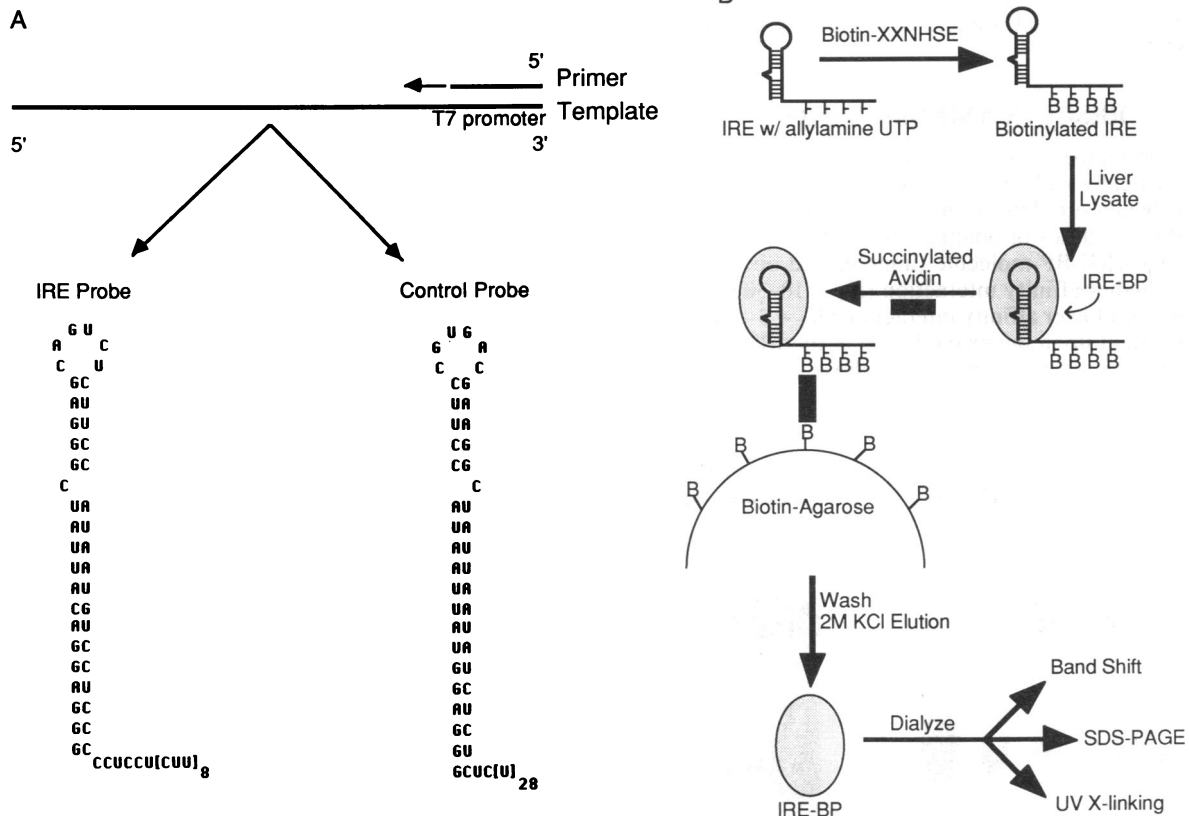 A
5'
Primer
T7 promoter
Template
5'
3'
IRE Probe
Control Probe
G U
A C
C U
GC
AU
GU
GC
GC
C
UA
AU
UA
UA
AU
CG
AU
GC
GC
AU
GC
GC
GC
CCUCCU[CUU]8
U G
G A
C C
CG
UA
UA
CG
CG
C
AU
UA
AU
AU
UA
UA
AU
UA
GU
GC
AU
GC
GU
GCUC[U]28
Biotin-XXNHSE
IRE w/ allylamine UTP
B B B B
Biotinylated IRE
Liver
Lysate
Succinylated
Avidin
IRE-BP
B B B B
B B B B
B
B
B
B
B
Biotin-Agarose
Wash
2M KCl Elution
Dialyze
Band Shift
SDS-PAGE
UV X-linking
IRE-BP